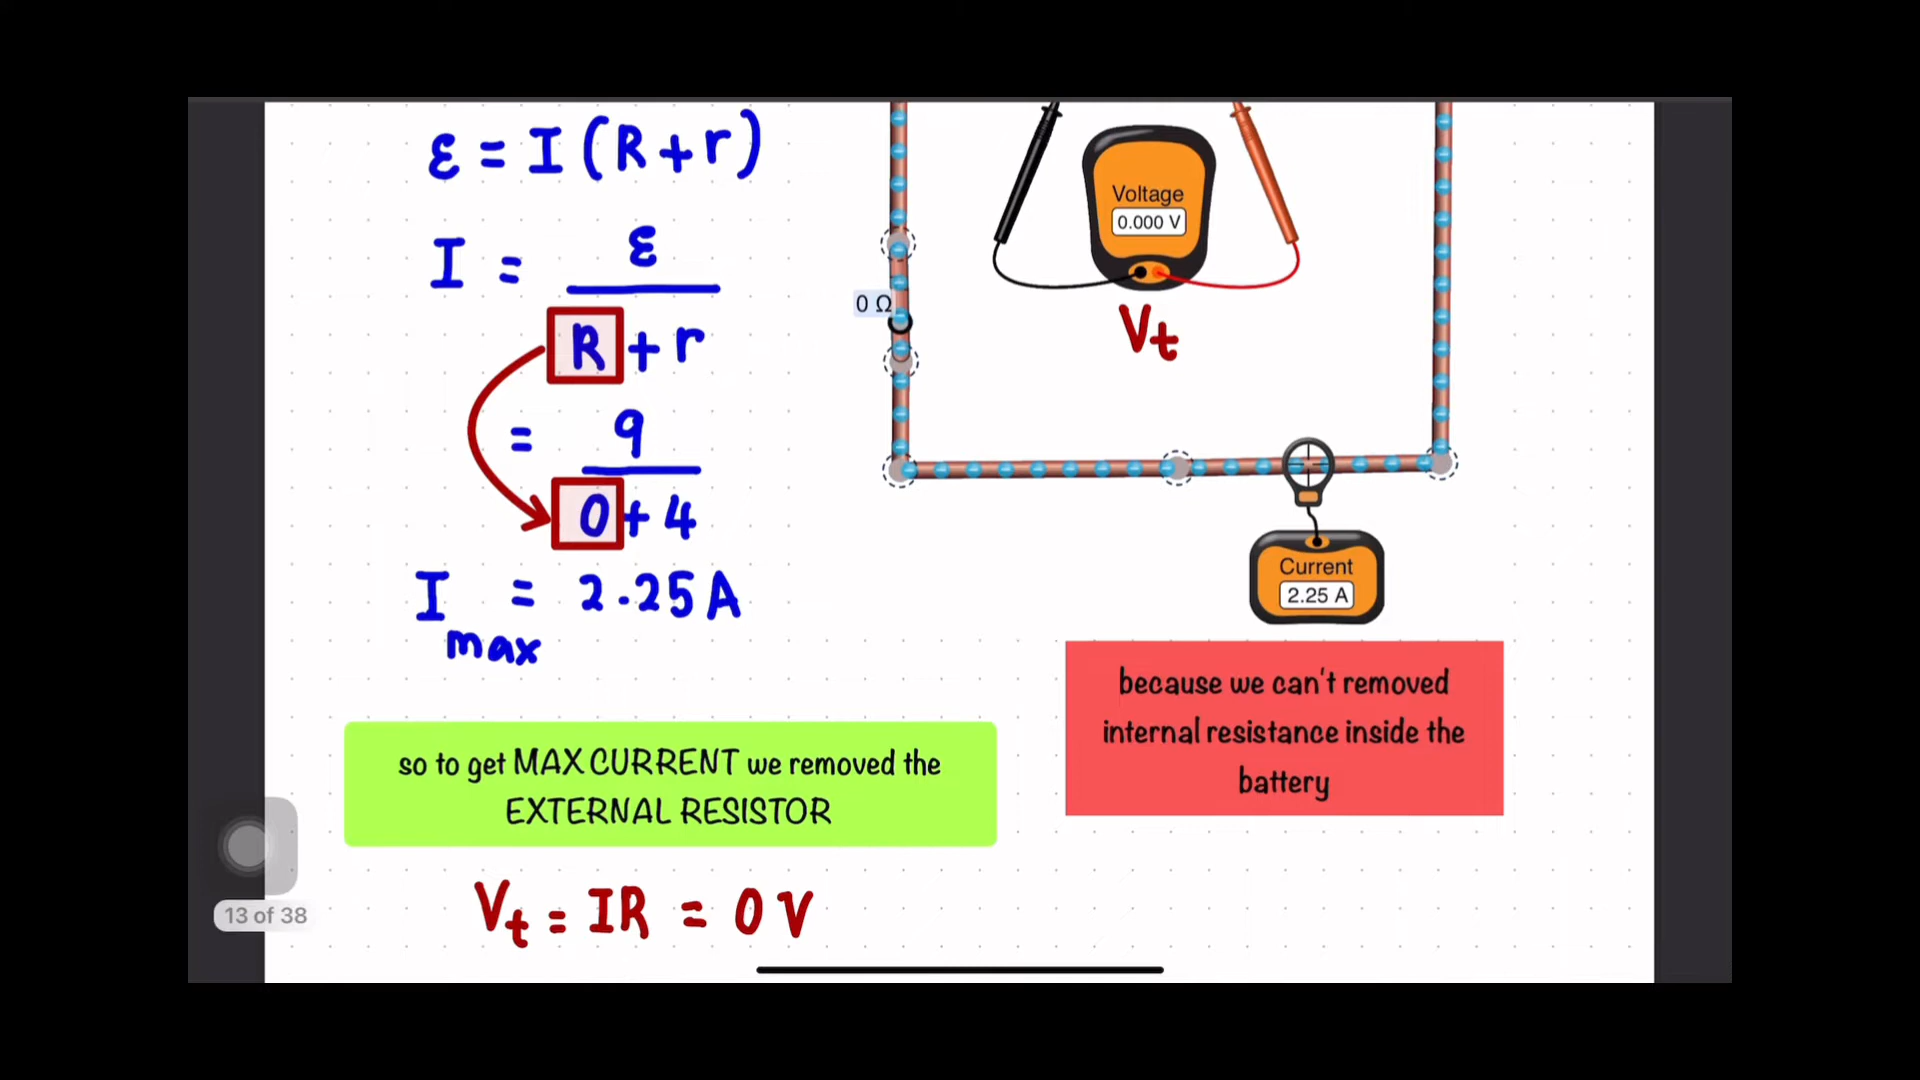 ε = I (R + r)
I = ε
R + r
= 9
0 + 4
I max = 2.25 A
Voltage
0.000 V
0 Ω
Vt
Current
2.25 A
because we can't removed
internal resistance inside the
battery
so to get MAX CURRENT we removed the
EXTERNAL RESISTOR
13 of 38
Vt = IR = 0 V